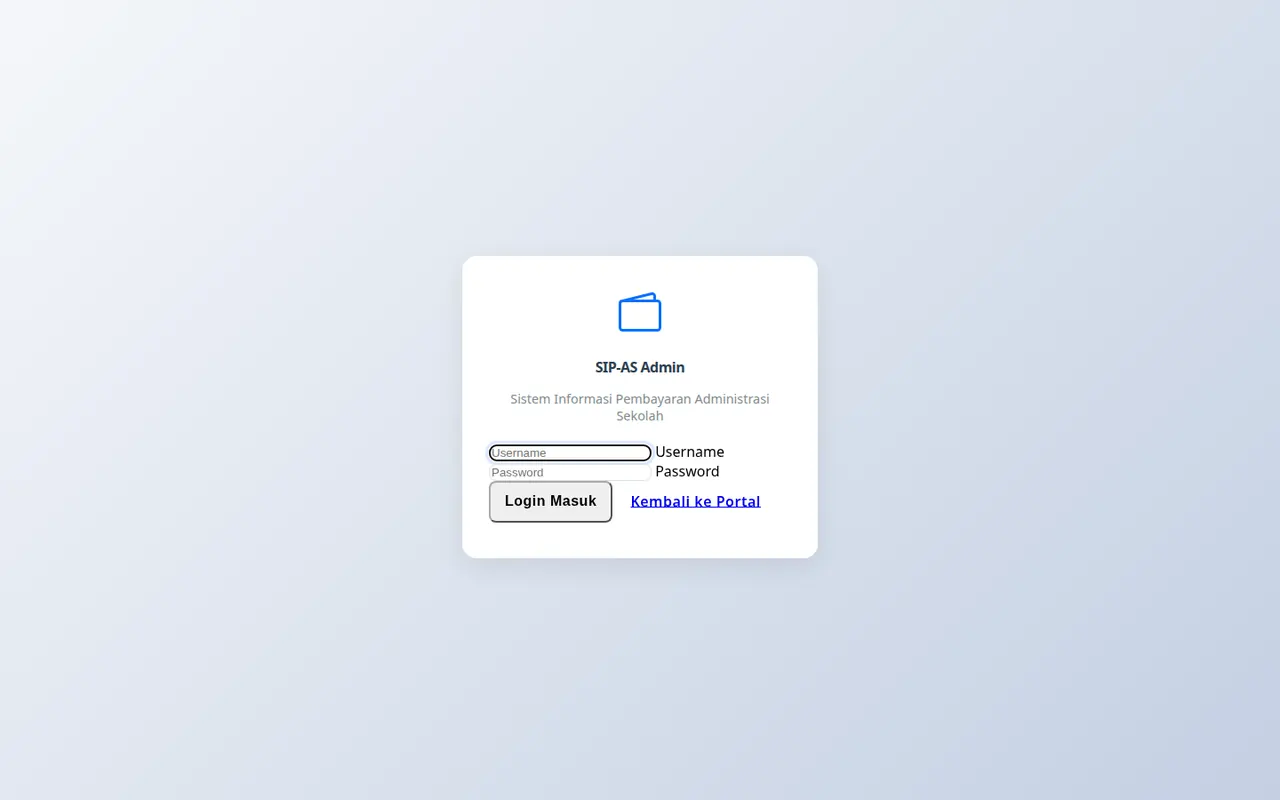 SIP-AS Admin
Sistem Informasi Pembayaran Administrasi
Sekolah
Username Username
Password Password
Login Masuk Kembali ke Portal